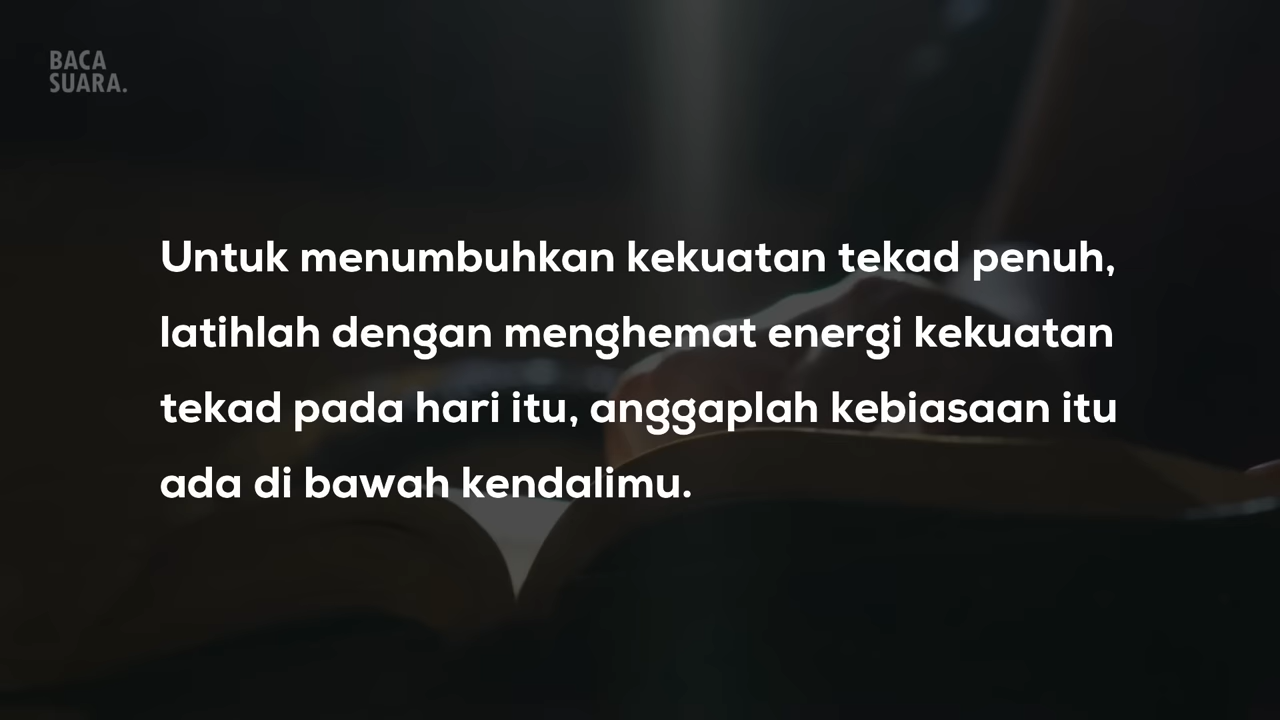 BACA
SUARA.
Untuk menumbuhkan kekuatan tekad penuh,
latihlah dengan menghemat energi kekuatan
tekad pada hari itu, anggaplah kebiasaan itu
ada di bawah kendalimu.